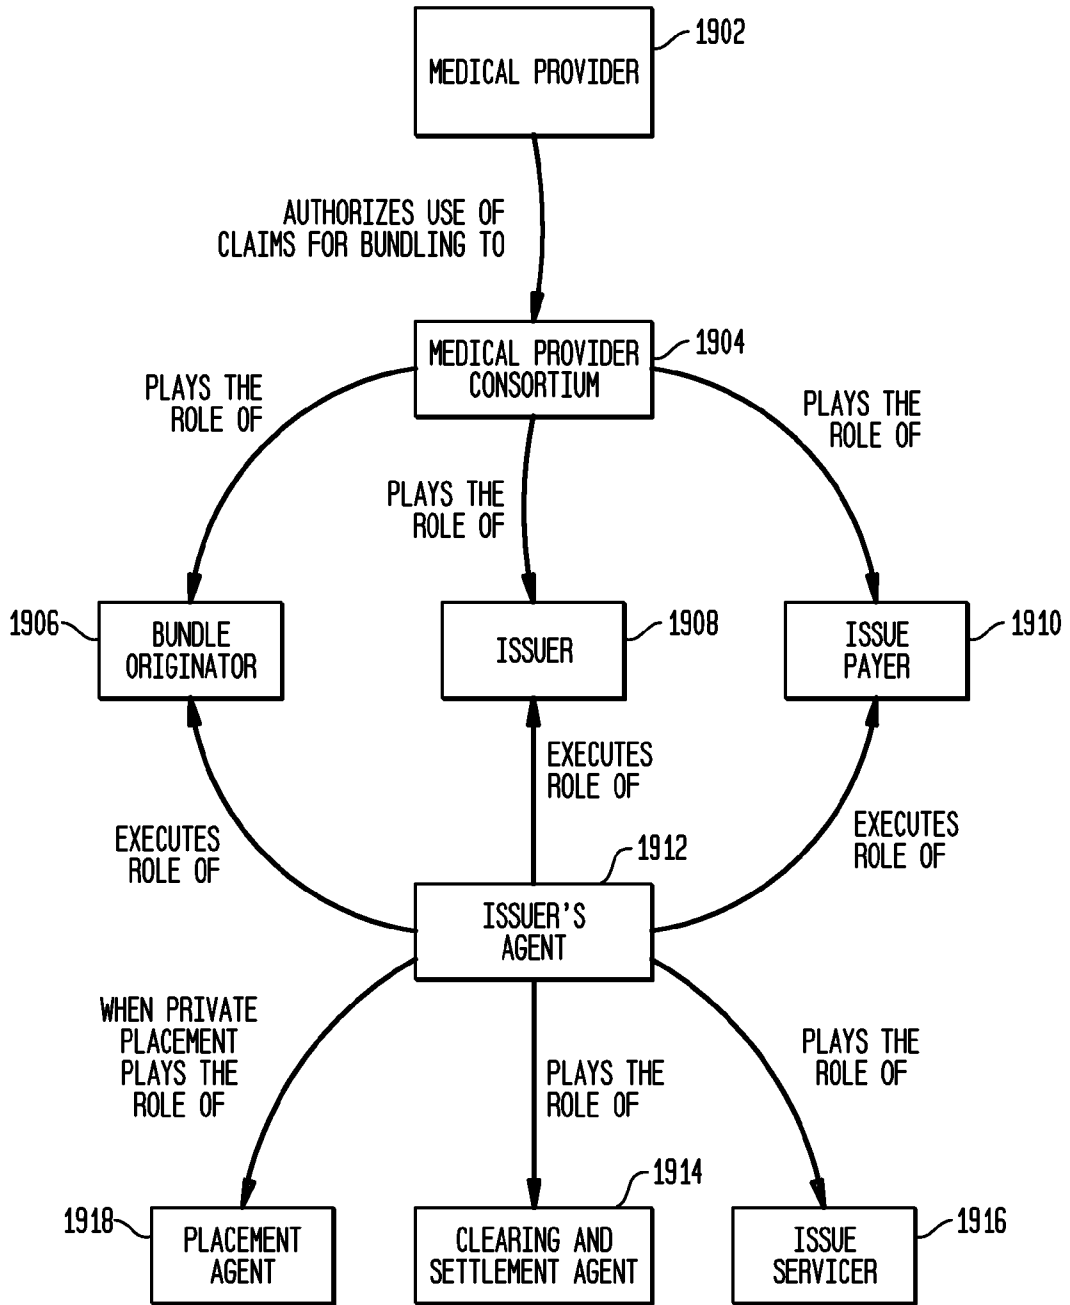 1902
MEDICAL PROVIDER
AUTHORIZES USE OF
CLAIMS FOR BUNDLING TO
1904
MEDICAL PROVIDER
CONSORTIUM
PLAYS THE
ROLE OF
PLAYS THE
ROLE OF
PLAYS THE
ROLE OF
1906
BUNDLE
ORIGINATOR
ISSUER
1908
ISSUE
PAYER
1910
EXECUTES
ROLE OF
EXECUTES
ROLE OF
EXECUTES
ROLE OF
1912
ISSUER'S
AGENT
WHEN PRIVATE
PLACEMENT
PLAYS THE
ROLE OF
PLAYS THE
ROLE OF
PLAYS THE
ROLE OF
1918
PLACEMENT
AGENT
1914
CLEARING AND
SETTLEMENT AGENT
1916
ISSUE
SERVICER